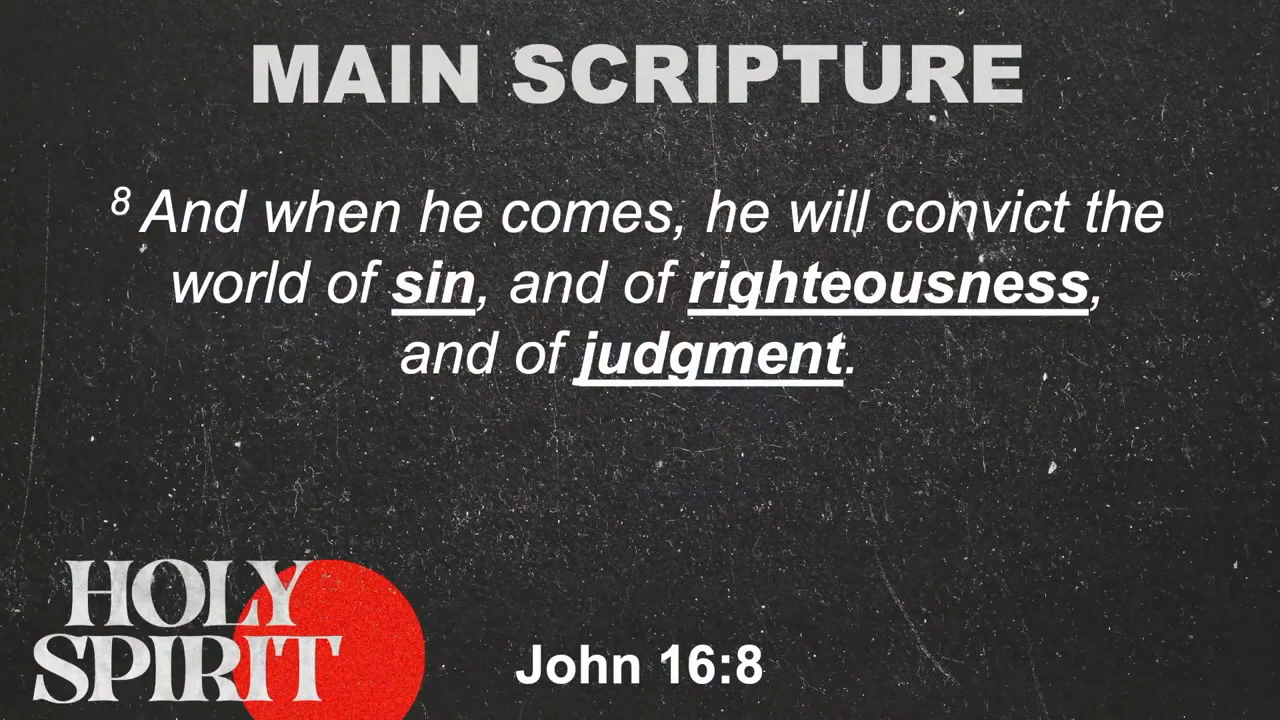 MAIN SCRIPTURE
8 And when he comes, he will convict the
world of sin, and of righteousness,
and of judgment.
HOLY
SPIRIT
John 16:8